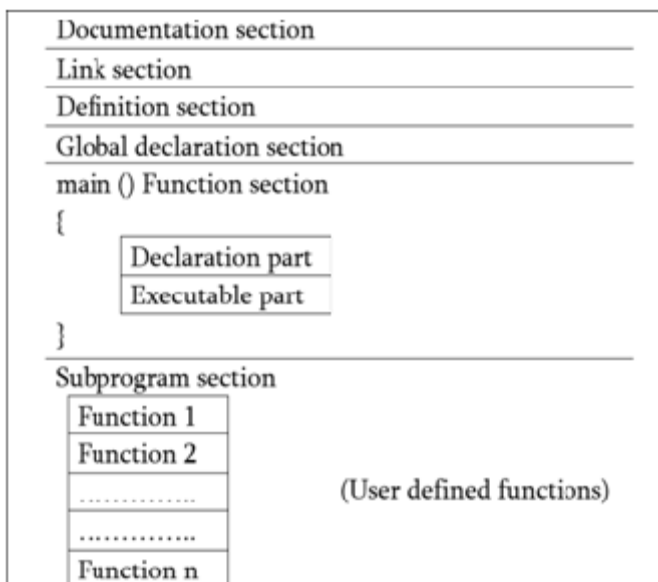 Documentation section
Link section
Definition section
Global declaration section
main () Function section
{
Declaration part
Executable part
}
Subprogram section
Function 1
Function 2
..............
(User defined functions)
..............
Function n